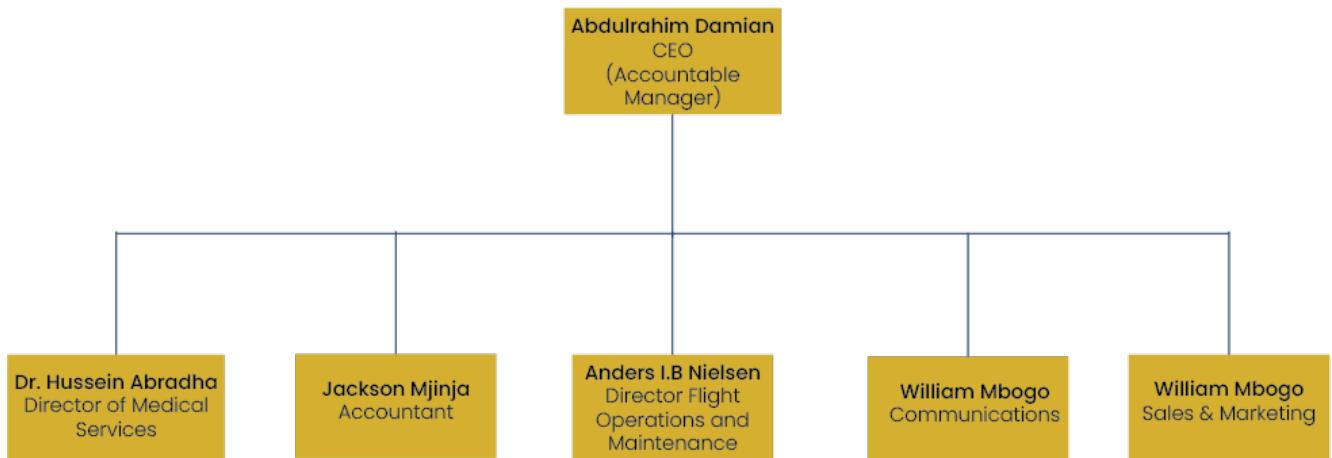 Abdulrahim Damian
CEO
(Accountable
Manager)
Dr. Hussein Abradha
Director of Medical
Services
Jackson Mjinja
Accountant
Anders I.B Nielsen
Director Flight
Operations and
Maintenance
William Mbogo
Communications
William Mbogo
Sales & Marketing